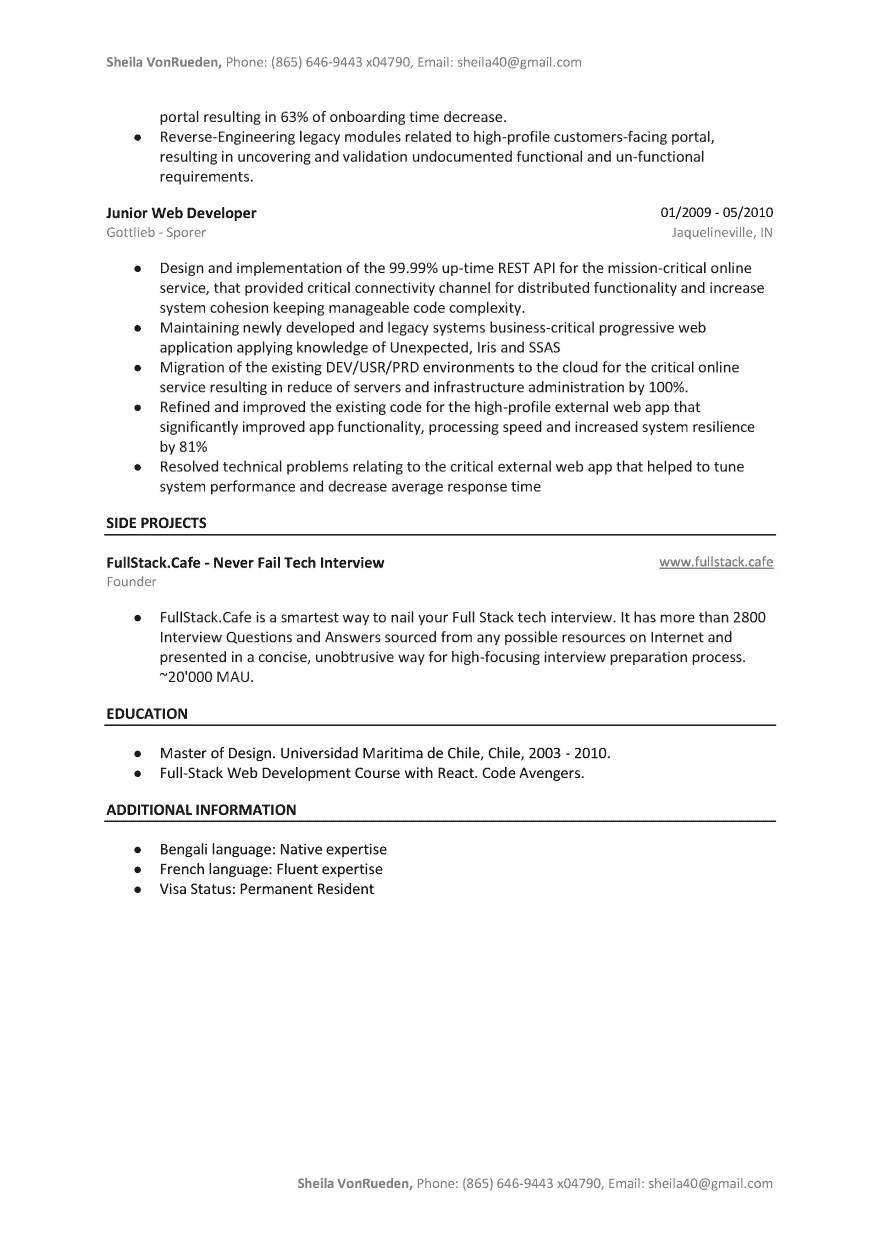 Sheila VonRueden, Phone: (865) 646-9443 x04790, Email: sheila40@gmail.com
portal resulting in 63% of onboarding time decrease.
● Reverse-Engineering legacy modules related to high-profile customers-facing portal,
resulting in uncovering and validation undocumented functional and un-functional
requirements.
Junior Web Developer 01/2009 - 05/2010
Gottlieb - Sporer Jaquelineville, IN
● Design and implementation of the 99.99% up-time REST API for the mission-critical online
service, that provided critical connectivity channel for distributed functionality and increase
system cohesion keeping manageable code complexity.
● Maintaining newly developed and legacy systems business-critical progressive web
application applying knowledge of Unexpected, Iris and SSAS
● Migration of the existing DEV/USR/PRD environments to the cloud for the critical online
service resulting in reduce of servers and infrastructure administration by 100%.
● Refined and improved the existing code for the high-profile external web app that
significantly improved app functionality, processing speed and increased system resilience
by 81%
● Resolved technical problems relating to the critical external web app that helped to tune
system performance and decrease average response time
SIDE PROJECTS
FullStack.Cafe - Never Fail Tech Interview www.fullstack.cafe
Founder
● FullStack.Cafe is a smartest way to nail your Full Stack tech interview. It has more than 2800
Interview Questions and Answers sourced from any possible resources on Internet and
presented in a concise, unobtrusive way for high-focusing interview preparation process.
~20'000 MAU.
EDUCATION
● Master of Design. Universidad Maritima de Chile, Chile, 2003 - 2010.
● Full-Stack Web Development Course with React. Code Avengers.
ADDITIONAL INFORMATION
● Bengali language: Native expertise
● French language: Fluent expertise
● Visa Status: Permanent Resident
Sheila VonRueden, Phone: (865) 646-9443 x04790, Email: sheila40@gmail.com